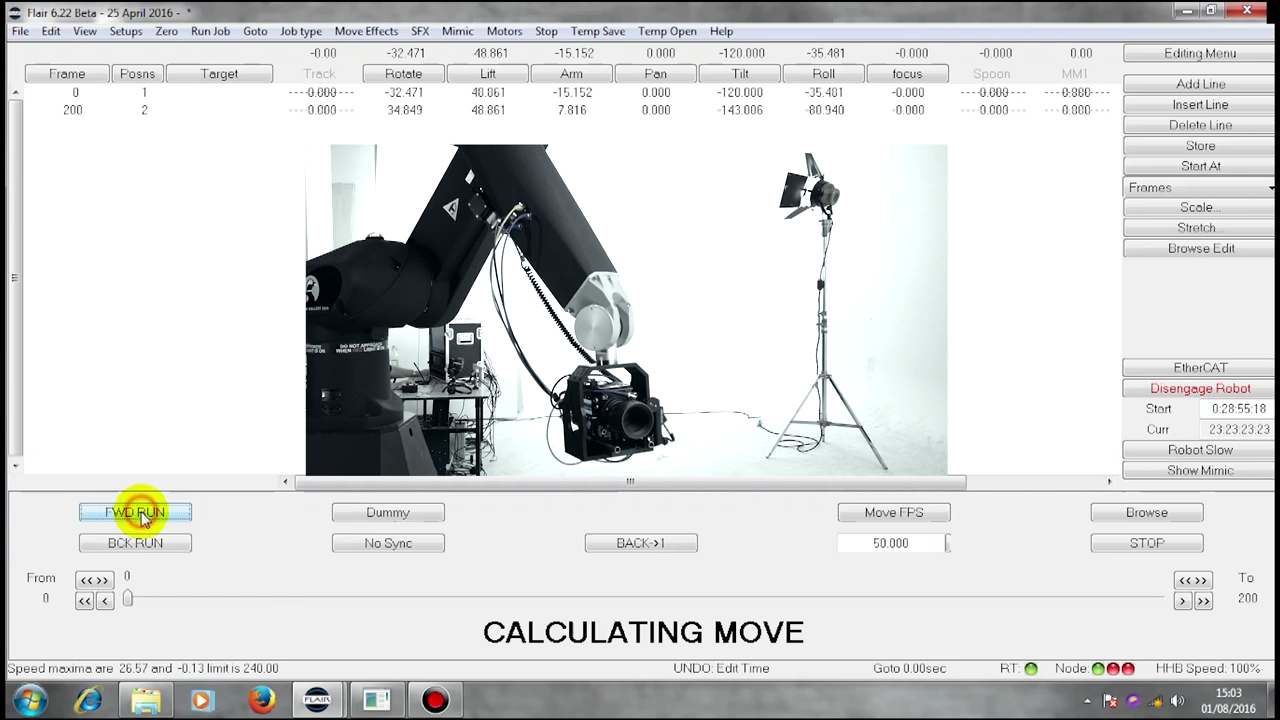 Flair 6.22 Beta - 25 April 2016 - *
File Edit View Setups Zero Run Job Goto Job type Move Effects SFX Mimic Motors Stop Temp Save Temp Open Help
-0.00 -32.471 48.861 -15.152 0.000 -120.000 -35.481 -0.000 -0.000 0.00 Editing Menu
Frame Posns Target Track Rotate Lift Arm Pan Tilt Roll focus Spoon MM1
0 1 0.000 -32.471 48.861 -15.152 0.000 -120.000 -35.481 -0.000 0.000 0.000
200 2 0.000 34.849 48.861 7.816 0.000 -143.006 -80.940 -0.000 0.000 0.000
Add Line
Insert Line
Delete Line
Store
Start At
Frames
Scale...
Stretch...
Browse Edit
DO NOT APPROACH
EtherCAT
Disengage Robot
Start 0:28:55:18
Curr 23:23:23:23
Robot Slow
Show Mimic
FWD RUN Dummy Move FPS Browse
BCK RUN No Sync BACK->1 50.000 STOP
From << >> 0 << >> To
0 << < > >> 200
CALCULATING MOVE
Speed maxima are 26.57 and -0.13 limit is 240.00 UNDO: Edit Time Goto 0.00sec RT: Node: HHB Speed: 100%
FLAIR
15:03
01/08/2016